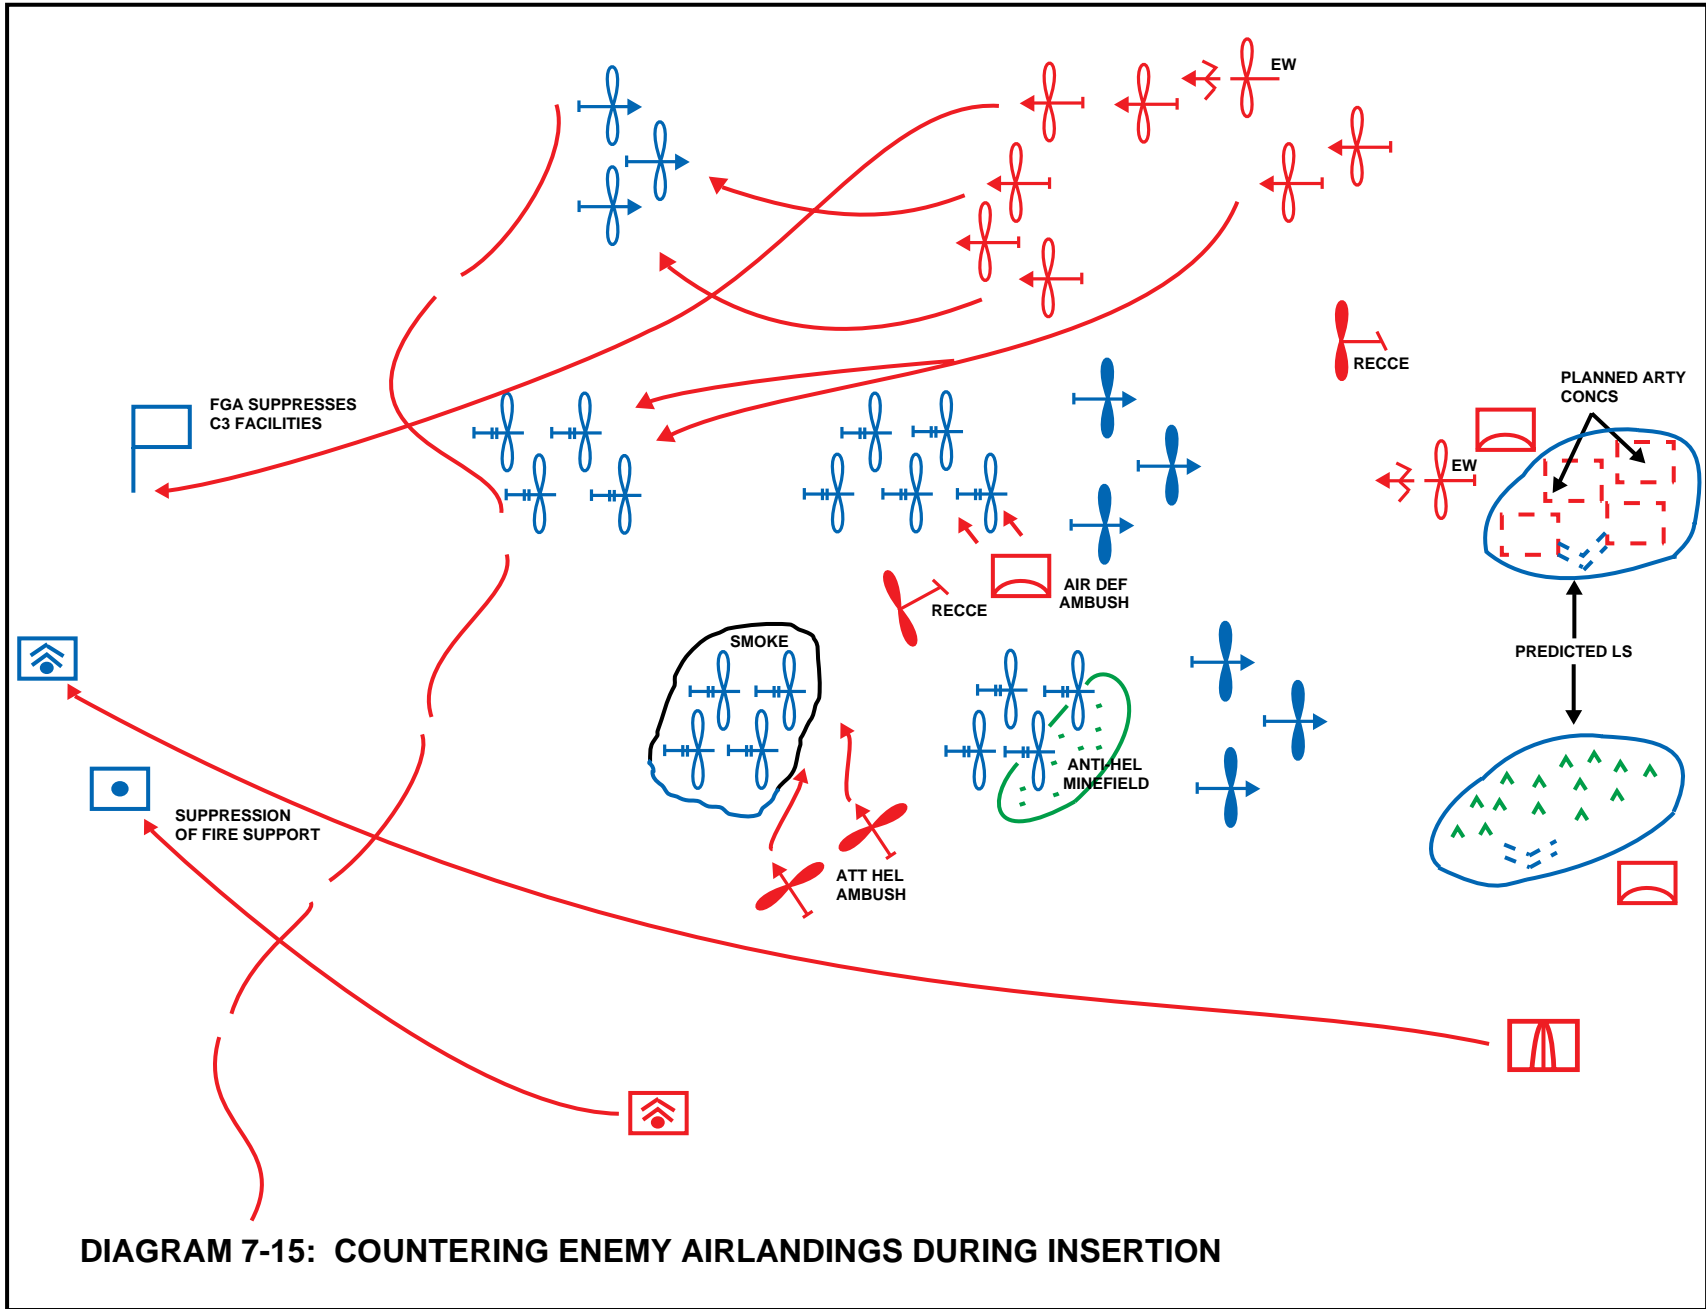 EW
RECCE
PLANNED ARTY
CONCS
FGA SUPPRESSES
C3 FACILITIES
EW
AIR DEF
AMBUSH
RECCE
SMOKE
PREDICTED LS
ANTI-HEL
MINEFIELD
SUPPRESSION
OF FIRE SUPPORT
ATT HEL
AMBUSH
DIAGRAM 7-15: COUNTERING ENEMY AIRLANDINGS DURING INSERTION